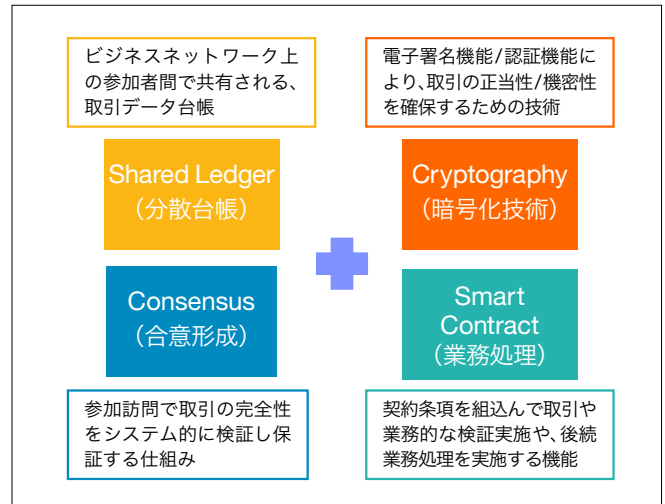 ビジネスネットワーク上
の参加者間で共有される、
取引データ台帳
電子署名機能/認証機能に
より、取引の正当性/機密性
を確保するための技術
Shared Ledger
（分散台帳）
Cryptography
（暗号化技術）
Consensus
（合意形成）
Smart
Contract
（業務処理）
参加訪問で取引の完全性
をシステム的に検証し保
証する仕組み
契約条項を組込んで取引や
業務的な検証実施や、後続
業務処理を実施する機能